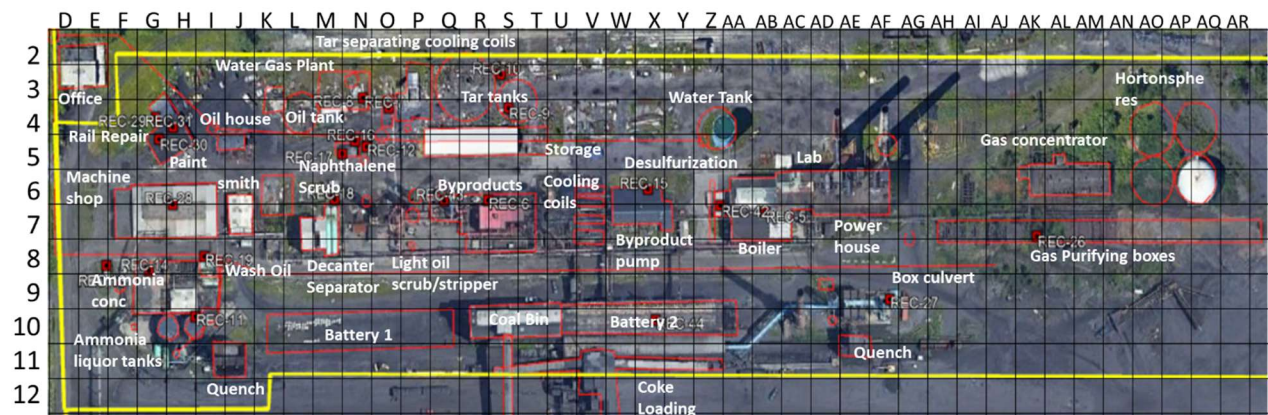 D E F G H I J K L M N O P Q R S T U V W X Y Z AA AB AC AD AE AF AG AH AI AJ AK AL AM AN AO AP AQ AR
2
3
4
5
6
7
8
9
10
11
12
Tar separating cooling coils
Water Gas Plant
REC-10
Office
Tar tanks
Water Tank
Hortonsphe
res
REC-9
REC-29
REC-31
Oil house
Oil tank
Rail Repair
REC-30
REC-16
REC-12
REC-17
Gas concentrator
Paint
Naphthalene
Storage
Desulfurization
Lab
Machine
shop
smith
Scrub
Byproducts
Cooling
coils
REC-15
REC-28
REC-6
REC-42
Byproduct
pump
Boiler
Power
house
REC-26
Gas Purifying boxes
REC-19
Wash Oil
Decanter
Separator
Light oil
scrub/stripper
Box culvert
Ammonia
conc
REC-27
REC-11
Coal Bin
Battery 1
Battery 2
Ammonia
liquor tanks
Quench
Quench
Coke
Loading